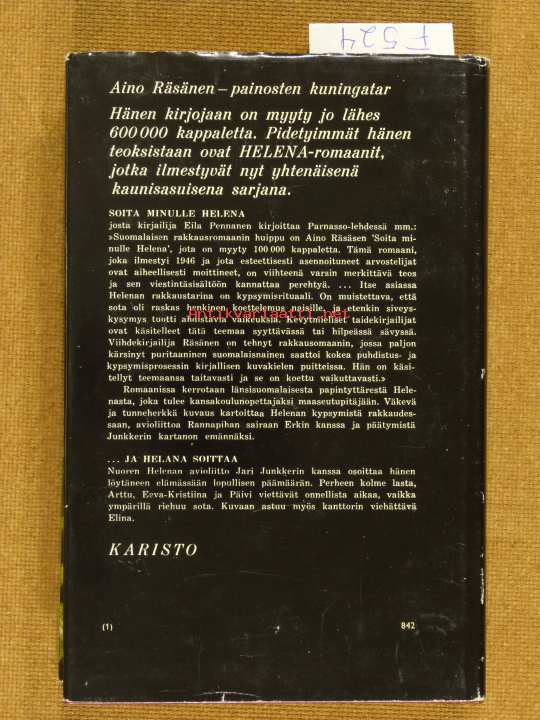 F 524
Aino Räsänen – painosten kuningatar
Hänen kirjojaan on myyty jo lähes
600 000 kappaletta. Pidetyimmät hänen
teoksistaan ovat HELENA-romaanit,
jotka ilmestyvät nyt yhtenäisenä
kaunisasuisena sarjana.
SOITA MINULLE HELENA
josta kirjailija Eila Pennanen kirjoittaa Parnasso-lehdessä mm.:
»Suomalaisen rakkausromaanin huippu on Aino Räsäsen 'Soita mi-
nulle Helena', jota on myyty 100 000 kappaletta. Tämä romaani,
joka ilmestyi 1946 ja jota esteettisesti asennoituneet arvostelijat
ovat aiheellisesti moittineet, on viihteenä varsin merkittävä teos
ja sen viestintäsisältöön kannattaa perehtyä. ... Itse asiassa
Helenan rakkaustarina on kypsymisrituaali. On muistettava, että
sota oli raskas henkinen koettelemus naisille, ja etenkin siveys-
kysymys tuotti ahdistavia vaikeuksia. Kevytmieliset taidekirjailijat
ovat käsitelleet tätä teemaa syyttävässä tai hilpeässä sävyssä.
Viihdekirjailija Räsänen on tehnyt rakkausomaanin, jossa paljon
kärsinyt puritaaninen suomalaisnainen saattoi kokea puhdistus- ja
kypsymisprosessin kirjallisen kuvakielen puitteissa. Hän on käsi-
tellyt teemaansa taitavasti ja se on koettu vaikuttavasti.»
Romaanissa kerrotaan länsisuomalaisesta papintyttärestä Hele-
nasta, joka tulee kansakoulunopettajaksi maaseutupitäjään. Väkevä
ja tunneherkkä kuvaus kartoittaa Helenan kypsymistä rakkaudes-
saan, avioliittoa Rannapihan sairaan Erkin kanssa ja päätymistä
Junkkerin kartanon emännäksi.
... JA HELANA SOITTAA
Nuoren Helenan avioliitto Jari Junkkerin kanssa osoittaa hänen
löytäneen elämässään lopullisen päämäärän. Perheen kolme lasta,
Arttu, Eeva-Kristiina ja Päivi viettävät onnellista aikaa, vaikka
ympärillä riehuu sota. Kuvaan astuu myös kanttorin viehättävä
Elina.
KARISTO
(1) 842
antikvariaatti.net